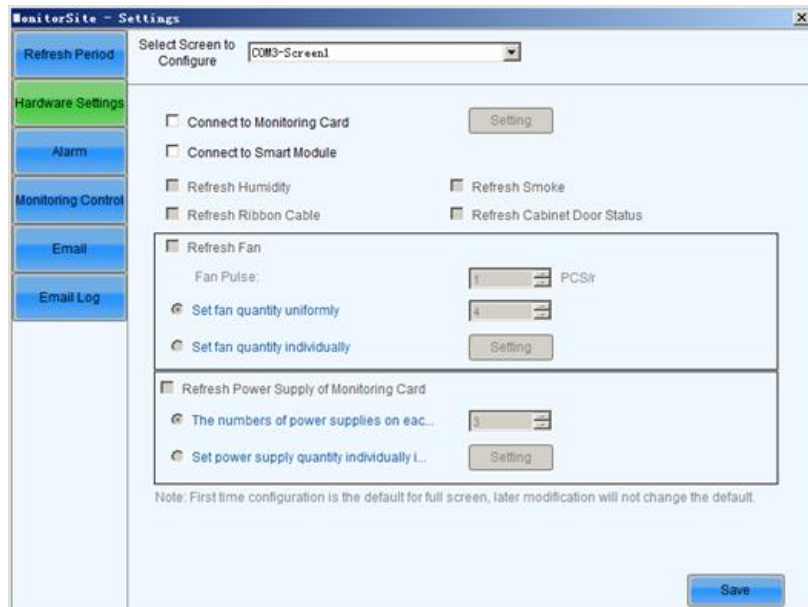 MonitorSite - Settings
Refresh Period
Hardware Settings
Alarm
Monitoring Control
Email
Email Log
Select Screen to
Configure
COM3-Screen1
Connect to Monitoring Card
Setting
Connect to Smart Module
Refresh Humidity
Refresh Smoke
Refresh Ribbon Cable
Refresh Cabinet Door Status
Refresh Fan
Fan Pulse:
1
PCS/r
Set fan quantity uniformly
4
Set fan quantity individually
Setting
Refresh Power Supply of Monitoring Card
The numbers of power supplies on eac...
3
Set power supply quantity individually i...
Setting
Note: First time configuration is the default for full screen, later modification will not change the default.
Save